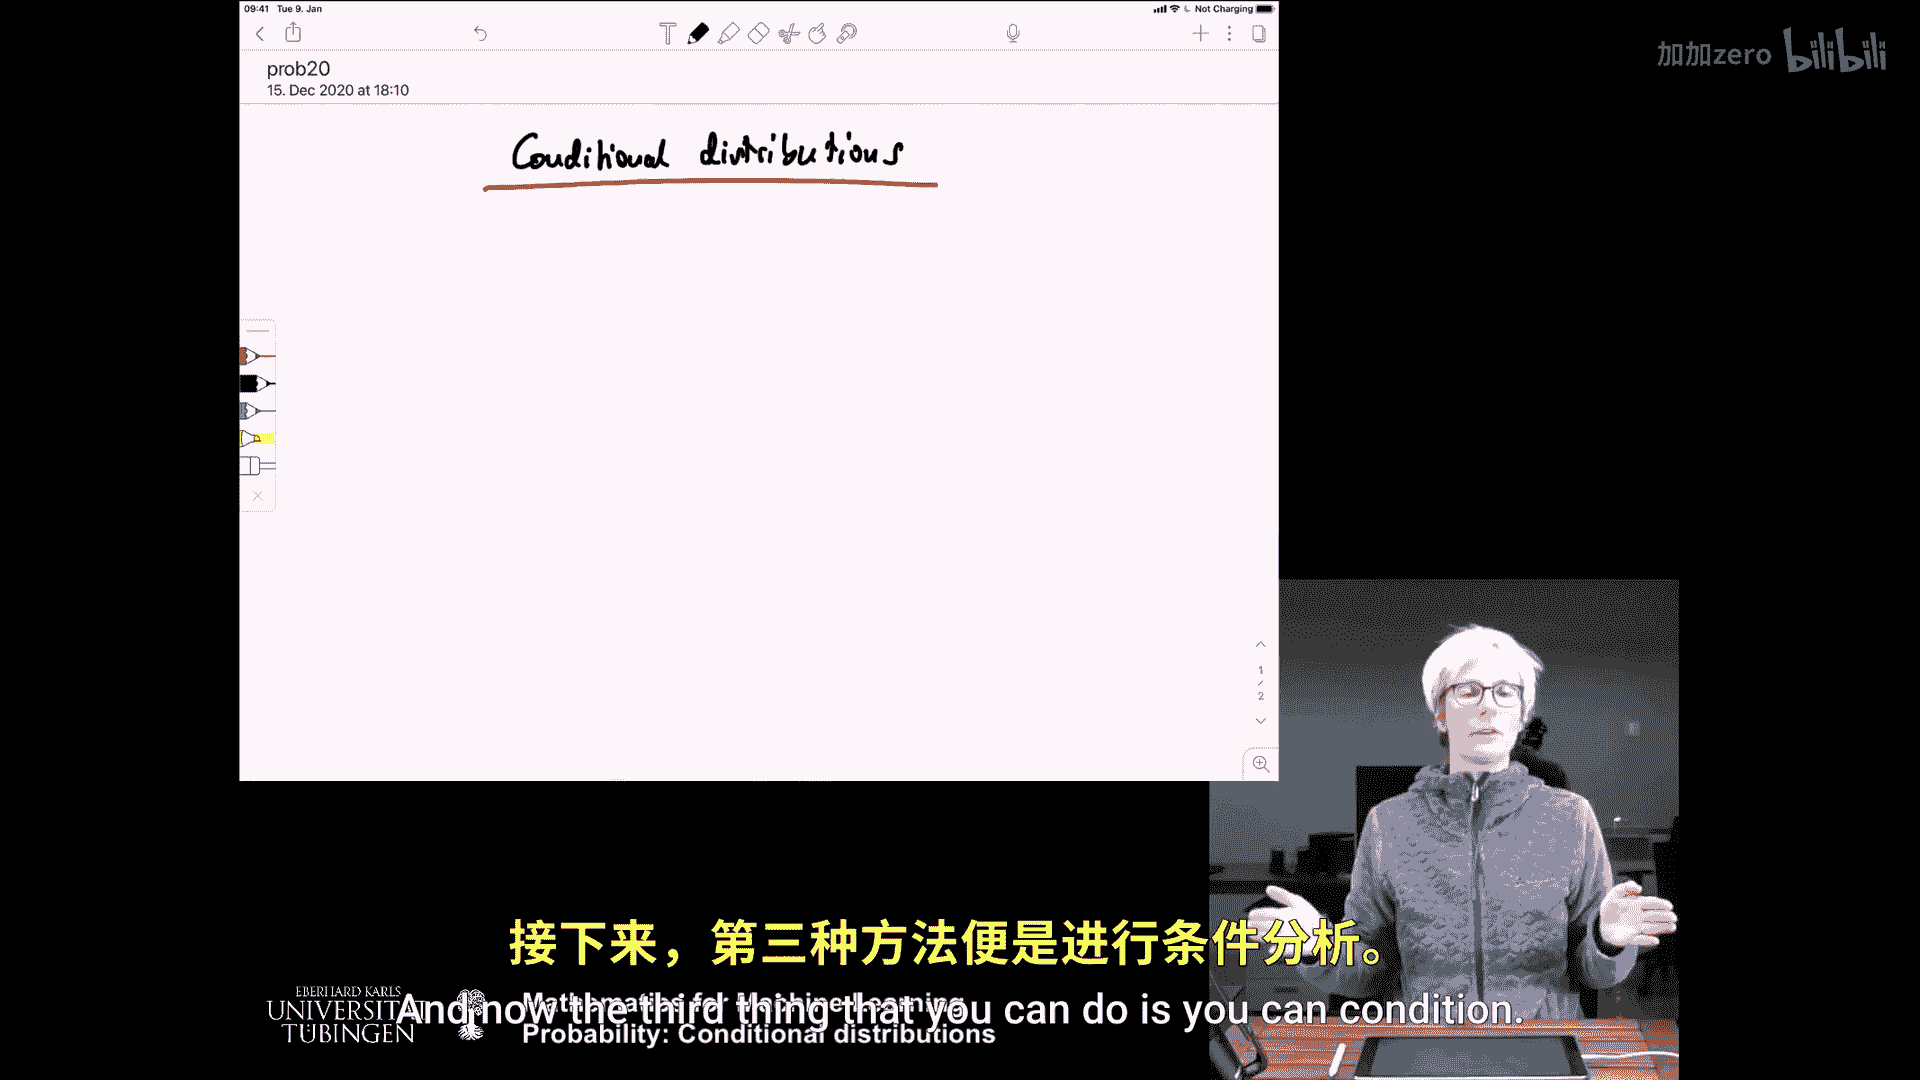 09:41 Tue 9. Jan
Not Charging
加加zero bilibili
prob20
15. Dec 2020 at 18:10
Conditional distributions
1
2
接下来，第三种方法便是进行条件分析。
And now the third thing that you can do is you can condition.
EBERHARD KARLS
UNIVERSITÄT
TÜBINGEN
Mathematics for Machine Learning
Probability: Conditional distributions